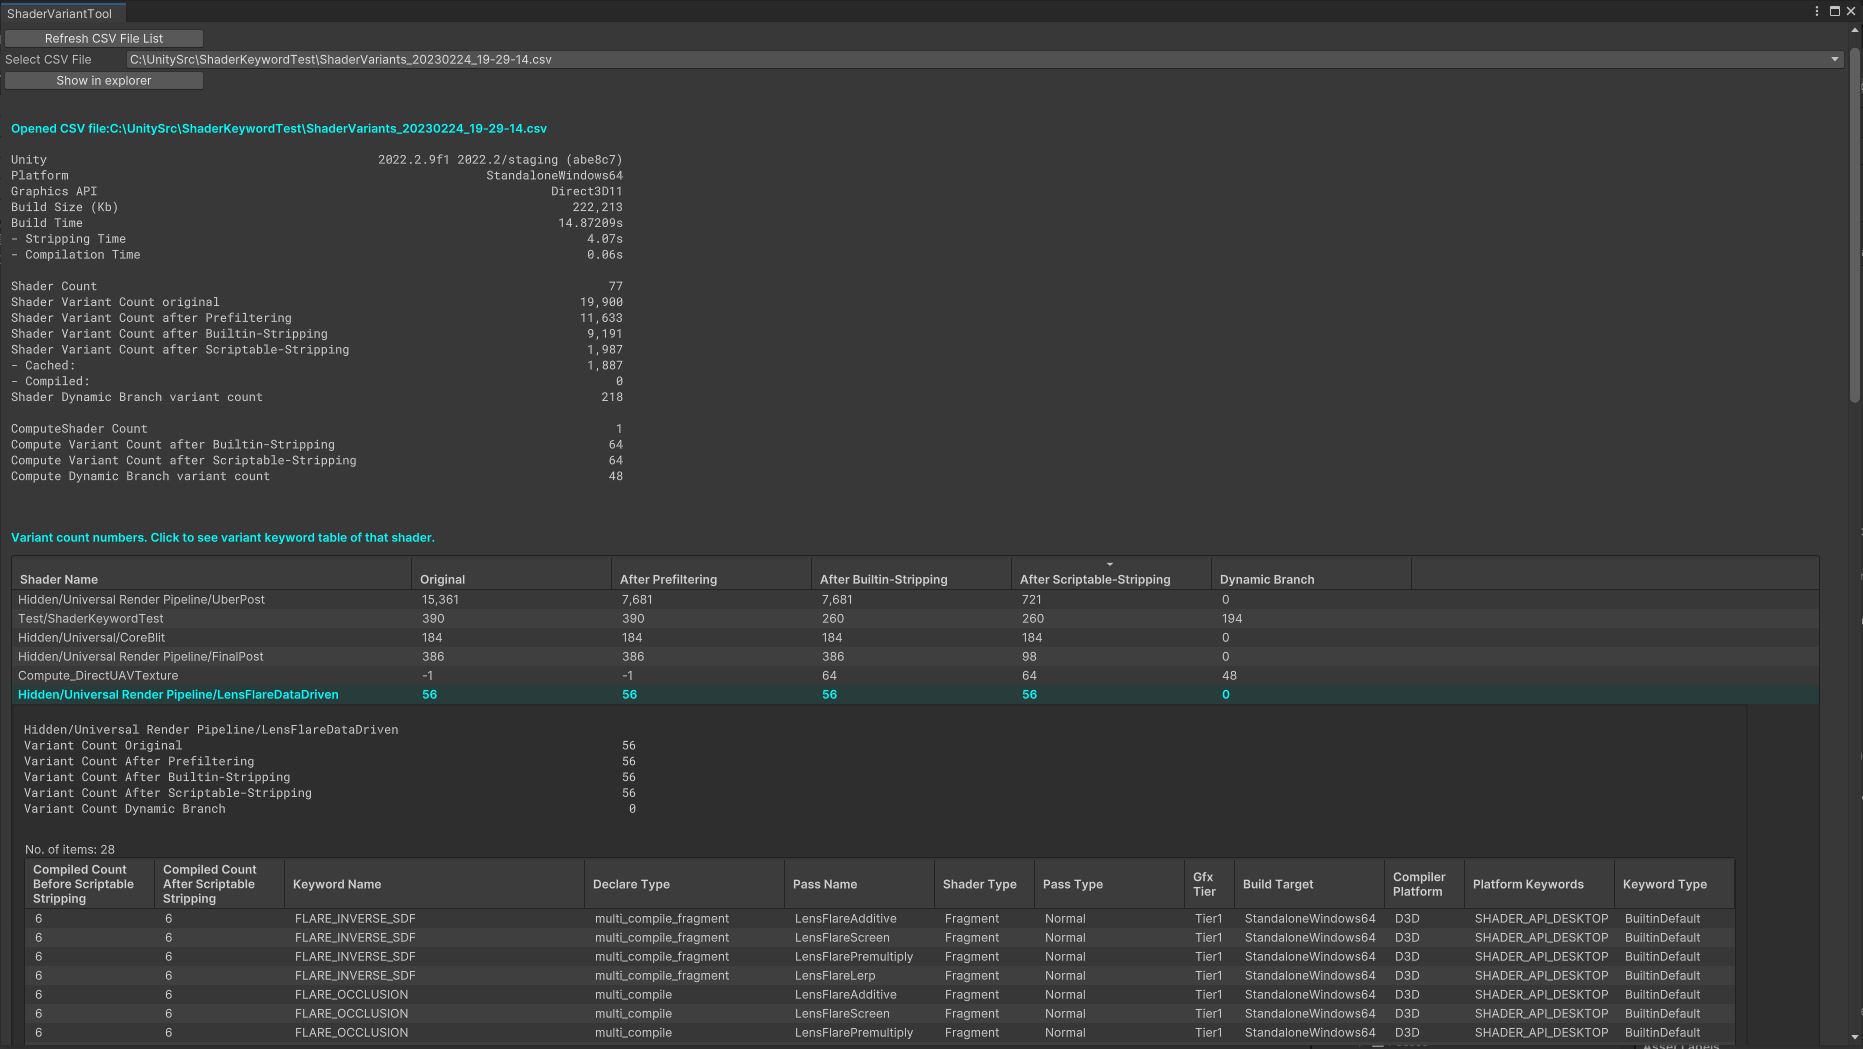 ShaderVariantTool
Refresh CSV File List
Select CSV File C:\UnitySrc\ShaderKeywordTest\ShaderVariants_20230224_19-29-14.csv
Show in explorer
Opened CSV file:C:\UnitySrc\ShaderKeywordTest\ShaderVariants_20230224_19-29-14.csv
Unity 2022.2.9f1 2022.2/staging (abe8c7)
Platform StandaloneWindows64
Graphics API Direct3D11
Build Size (Kb) 222,213
Build Time 14.87209s
- Stripping Time 4.07s
- Compilation Time 0.06s
Shader Count 77
Shader Variant Count original 19,900
Shader Variant Count after Prefiltering 11,633
Shader Variant Count after Builtin-Stripping 9,191
Shader Variant Count after Scriptable-Stripping 1,987
- Cached: 1,887
- Compiled: 0
Shader Dynamic Branch variant count 218
ComputeShader Count 1
Compute Variant Count after Builtin-Stripping 64
Compute Variant Count after Scriptable-Stripping 64
Compute Dynamic Branch variant count 48
Variant count numbers. Click to see variant keyword table of that shader.
Shader Name Original After Prefiltering After Builtin-Stripping After Scriptable-Stripping Dynamic Branch
Hidden/Universal Render Pipeline/UberPost 15,361 7,681 7,681 721 0
Test/ShaderKeywordTest 390 390 260 260 194
Hidden/Universal/CoreBlit 184 184 184 184 0
Hidden/Universal Render Pipeline/FinalPost 386 386 386 98 0
Compute_DirectUAVTexture -1 -1 64 64 48
Hidden/Universal Render Pipeline/LensFlareDataDriven 56 56 56 56 0
Hidden/Universal Render Pipeline/LensFlareDataDriven
Variant Count Original 56
Variant Count After Prefiltering 56
Variant Count After Builtin-Stripping 56
Variant Count After Scriptable-Stripping 56
Variant Count Dynamic Branch 0
No. of items: 28
Compiled Count Before Scriptable Stripping Compiled Count After Scriptable Stripping Keyword Name Declare Type Pass Name Shader Type Pass Type Gfx Tier Build Target Compiler Platform Platform Keywords Keyword Type
6 6 FLARE_INVERSE_SDF multi_compile_fragment LensFlareAdditive Fragment Normal Tier1 StandaloneWindows64 D3D SHADER_API_DESKTOP BuiltinDefault
6 6 FLARE_INVERSE_SDF multi_compile_fragment LensFlareScreen Fragment Normal Tier1 StandaloneWindows64 D3D SHADER_API_DESKTOP BuiltinDefault
6 6 FLARE_INVERSE_SDF multi_compile_fragment LensFlarePremultiply Fragment Normal Tier1 StandaloneWindows64 D3D SHADER_API_DESKTOP BuiltinDefault
6 6 FLARE_INVERSE_SDF multi_compile_fragment LensFlareLerp Fragment Normal Tier1 StandaloneWindows64 D3D SHADER_API_DESKTOP BuiltinDefault
6 6 FLARE_OCCLUSION multi_compile LensFlareAdditive Fragment Normal Tier1 StandaloneWindows64 D3D SHADER_API_DESKTOP BuiltinDefault
6 6 FLARE_OCCLUSION multi_compile LensFlareScreen Fragment Normal Tier1 StandaloneWindows64 D3D SHADER_API_DESKTOP BuiltinDefault
6 6 FLARE_OCCLUSION multi_compile LensFlarePremultiply Fragment Normal Tier1 StandaloneWindows64 D3D SHADER_API_DESKTOP BuiltinDefault